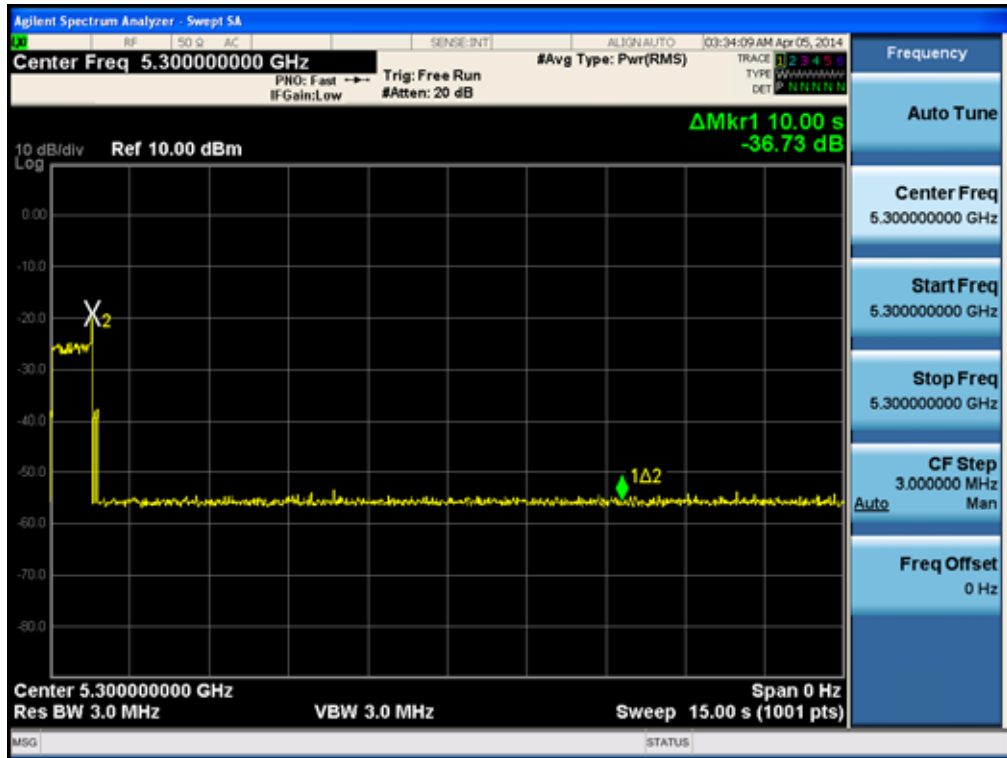 Agilent Spectrum Analyzer - Swept SA
RF 50 Ω AC SENSE:INT ALIGN AUTO 03:34:09 AM Apr 05, 2014
Center Freq 5.300000000 GHz
PNO: Fast
IFGain:Low
Trig: Free Run
#Atten: 20 dB
#Avg Type: Pwr(RMS)
TRACE 1 2 3 4 5 6
TYPE
DET P N N N N N
ΔMkr1 10.00 s
-36.73 dB
10 dB/div Ref 10.00 dBm
Log
0.00
-10.0
-20.0
-30.0
-40.0
-50.0
-60.0
-70.0
-80.0
2
1Δ2
Center 5.300000000 GHz Span 0 Hz
Res BW 3.0 MHz VBW 3.0 MHz Sweep 15.00 s (1001 pts)
MSG STATUS
Frequency
Auto Tune
Center Freq
5.300000000 GHz
Start Freq
5.300000000 GHz
Stop Freq
5.300000000 GHz
CF Step
3.000000 MHz
Auto Man
Freq Offset
0 Hz